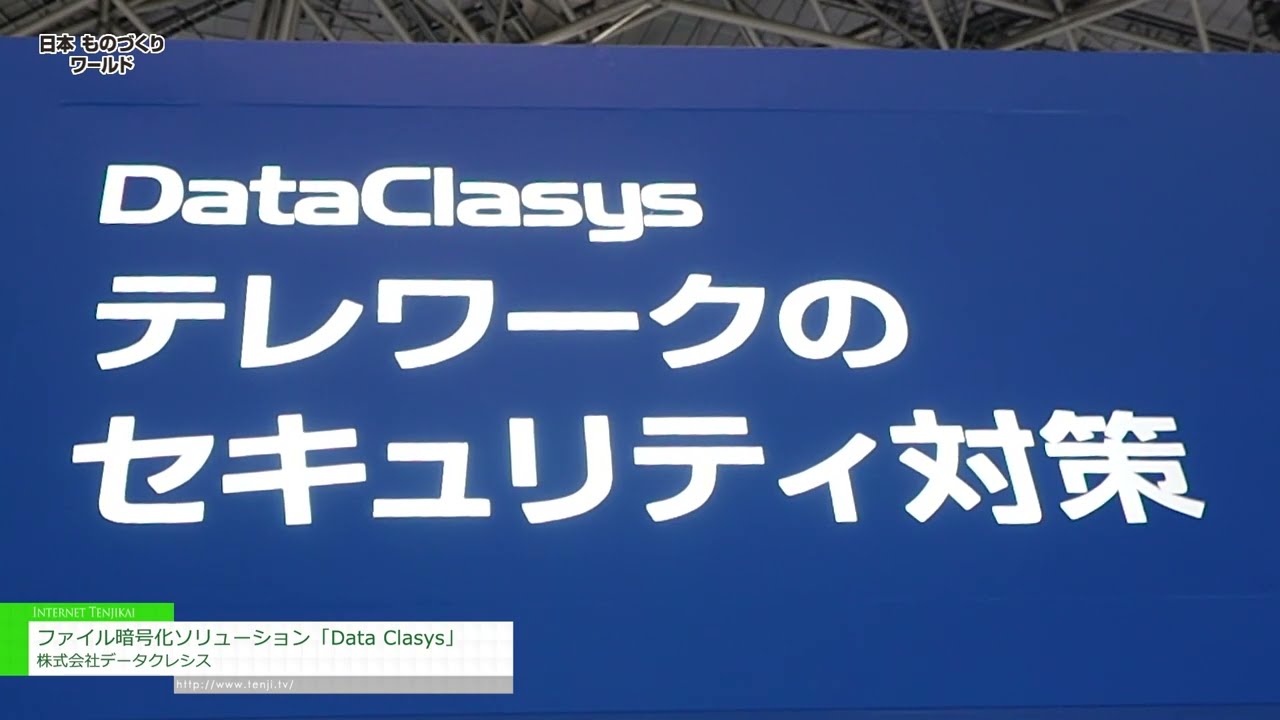 日本 ものづくり
ワールド
DataClasys
テレワークの
セキュリティ対策
INTERNET TENJIKAI
ファイル暗号化ソリューション「Data Clasys」
株式会社データクレシス
http://www.tenji.tv/